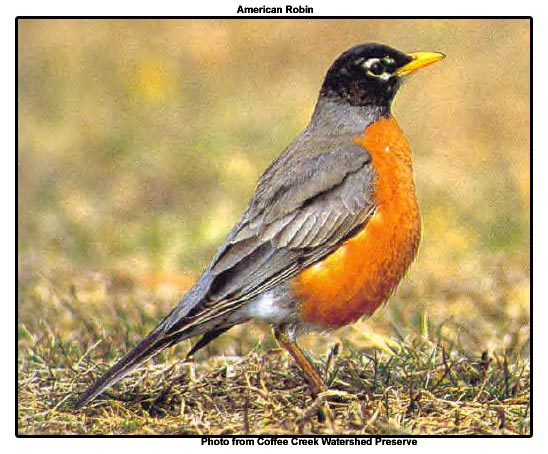 American Robin
Photo from Coffee Creek Watershed Preserve